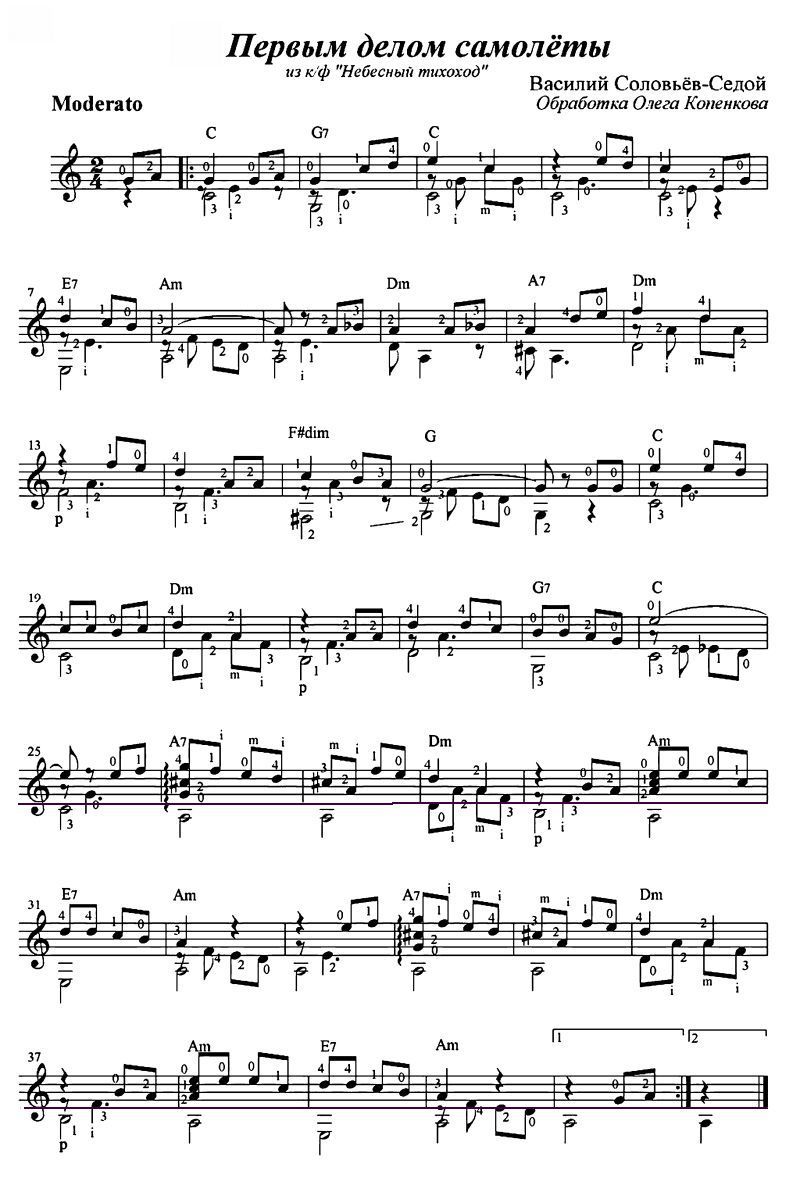 Первым делом самолёты
из к/ф "Небесный тихоход"
Василий Соловьёв-Седой
Moderato
Обработка Олега Копенкова
C G7 C
7
E7 Am Dm A7 Dm
13
F#dim G C
19
Dm G7 C
25
A7 Dm Am
31
E7 Am A7 Dm
37
Am E7 Am 1 2